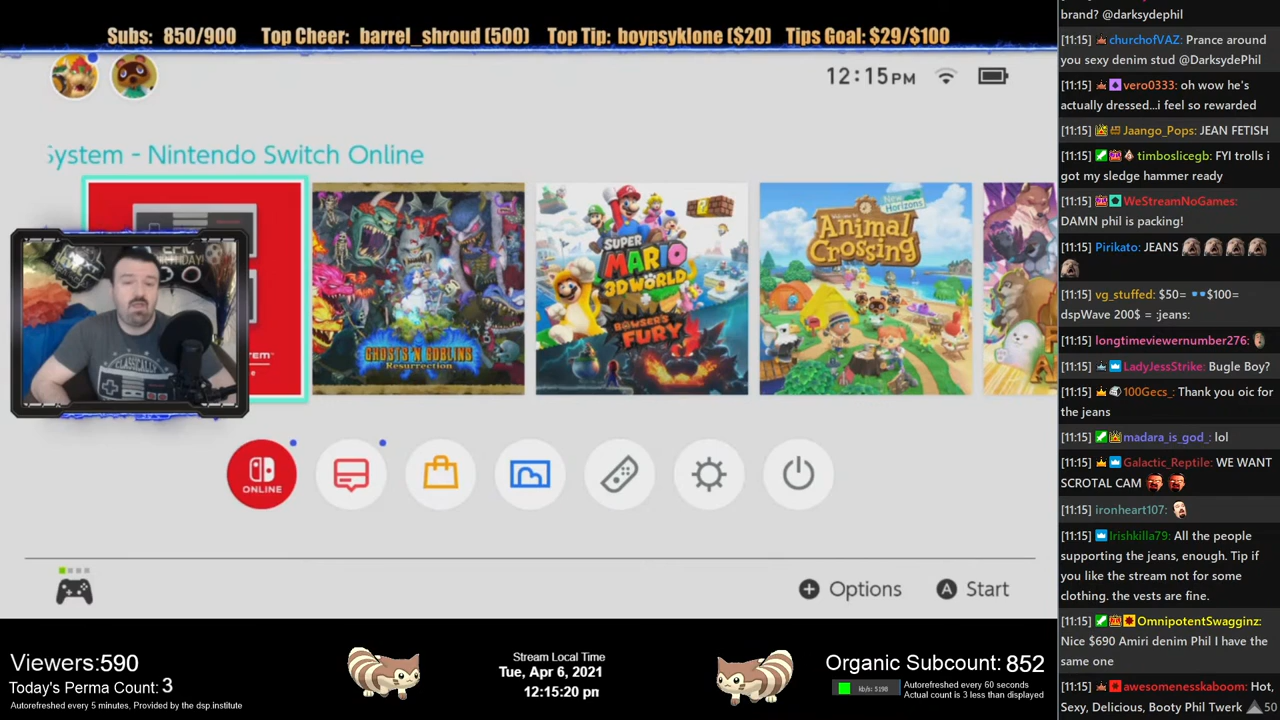 Subs: 850/900 Top Cheer: barrel_shroud (500) Top Tip: boypsyklone ($20) Tips Goal: $29/$100
12:15 PM
System - Nintendo Switch Online
GHOSTS 'N GOBLINS
Resurrection
SUPER
MARIO
3D WORLD
BOWSER'S
FURY
New Horizons
Welcome to
Animal
Crossing
CLASSICALLY
ONLINE
Options
Start
Viewers:590
Today's Perma Count: 3
Autorefreshed every 5 minutes, Provided by the dsp.institute
Stream Local Time
Tue, Apr 6, 2021
12:15:20 pm
Organic Subcount: 852
kb/s: 5198
Autorefreshed every 60 seconds
Actual count is 3 less than displayed
brand? @darksydephil
[11:15] churchofVAZ: Prance around
you sexy denim stud @DarksydePhil
[11:15] vero0333: oh wow he's
actually dressed...i feel so rewarded
[11:15] Jaango_Pops: JEAN FETISH
[11:15] timboslicegb: FYI trolls i
got my sledge hammer ready
[11:15] WeStreamNoGames:
DAMN phil is packing!
[11:15] Pirikato: JEANS
[11:15] vg_stuffed: $50= $100=
dspWave 200$ = :jeans:
[11:15] longtimeviewernumber276:
[11:15] LadyJessStrike: Bugle Boy?
[11:15] 100Gecs_: Thank you oic for
the jeans
[11:15] madara_is_god_: lol
[11:15] Galactic_Reptile: WE WANT
SCROTAL CAM
[11:15] ironheart107:
[11:15] Irishkilla79: All the people
supporting the jeans, enough. Tip if
you like the stream not for some
clothing. the vests are fine.
[11:15] OmnipotentSwagginz:
Nice $690 Amiri denim Phil I have the
same one
[11:15] awesomenesskaboom: Hot,
Sexy, Delicious, Booty Phil Twerk 50